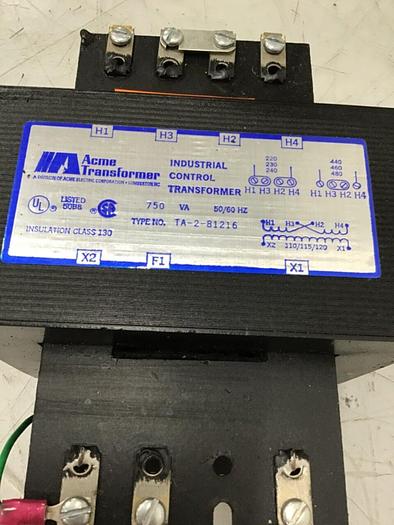 H1 H3 H2 H4
Acme
Transformer
A DIVISION OF ACME ELECTRIC CORPORATION
INDUSTRIAL
CONTROL
TRANSFORMER
220
230
240
H1 H3 H2 H4
440
460
480
H1 H3 H2 H4
UL LISTED
50B8
750 VA 50/60 HZ
TYPE NO. TA-2-81216
INSULATION CLASS 130
H1 H3 H2 H4
X2 110/115/120 X1
X2 F1 X1